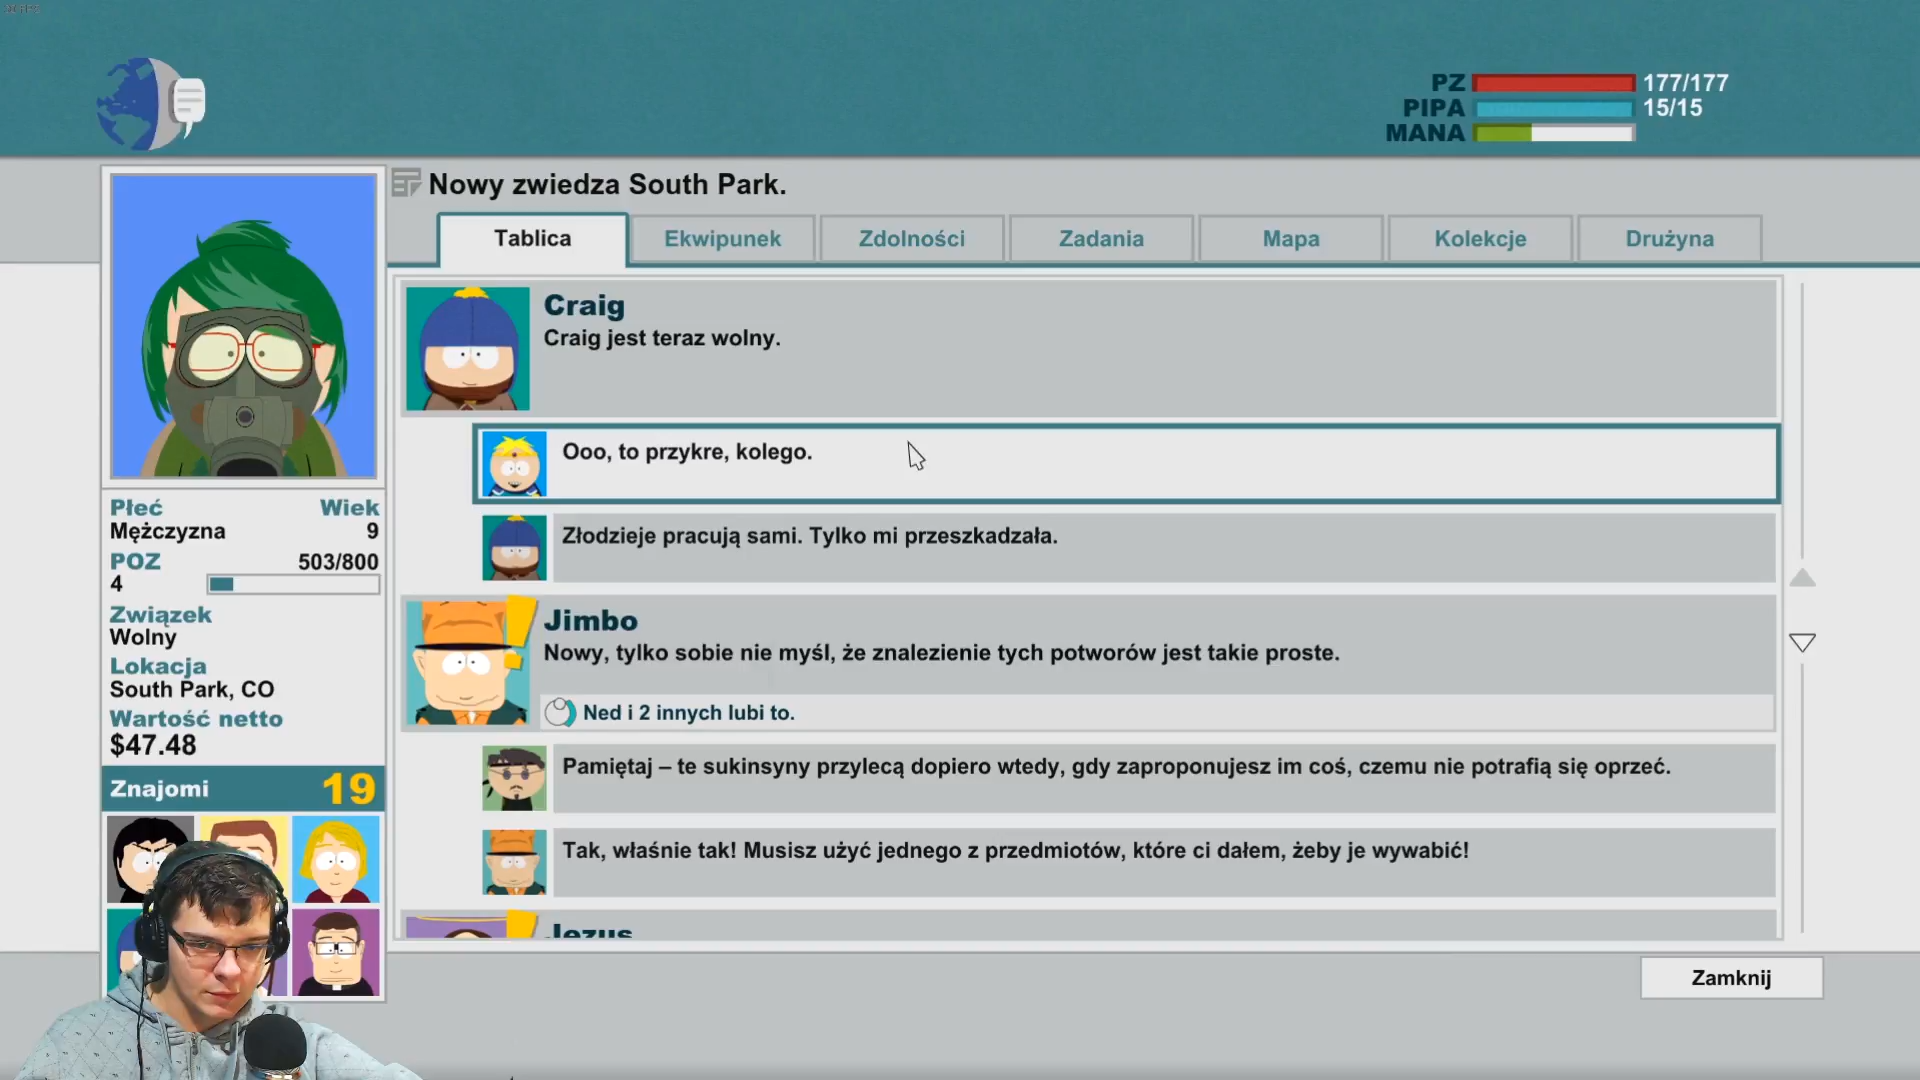 PZ 177/177
PIPA 15/15
MANA
Nowy zwiedza South Park.
Tablica Ekwipunek Zdolności Zadania Mapa Kolekcje Drużyna
Craig
Craig jest teraz wolny.
Ooo, to przykre, kolego.
Złodzieje pracują sami. Tylko mi przeszkadzała.
Jimbo
Nowy, tylko sobie nie myśl, że znalezienie tych potworów jest takie proste.
Ned i 2 innych lubi to.
Pamiętaj – te sukinsyny przylecą dopiero wtedy, gdy zaproponujesz im coś, czemu nie potrafią się oprzeć.
Tak, właśnie tak! Musisz użyć jednego z przedmiotów, które ci dałem, żeby je wywabić!
Jezus
Płeć Wiek
Mężczyzna 9
POZ 503/800
4
Związek
Wolny
Lokacja
South Park, CO
Wartość netto
$47.48
Znajomi 19
Zamknij